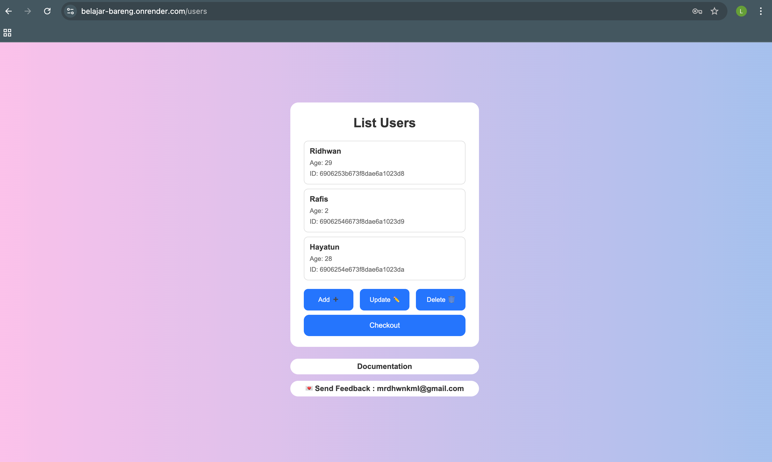 belajar-bareng.onrender.com/users
L
List Users
Ridhwan
Age: 29
ID: 6906253b673f8dae6a1023d8
Rafis
Age: 2
ID: 69062546673f8dae6a1023d9
Hayatun
Age: 28
ID: 6906254e673f8dae6a1023da
Add ➕ Update ✏️ Delete 🗑️
Checkout
Documentation
💌 Send Feedback : mrdhwnkml@gmail.com